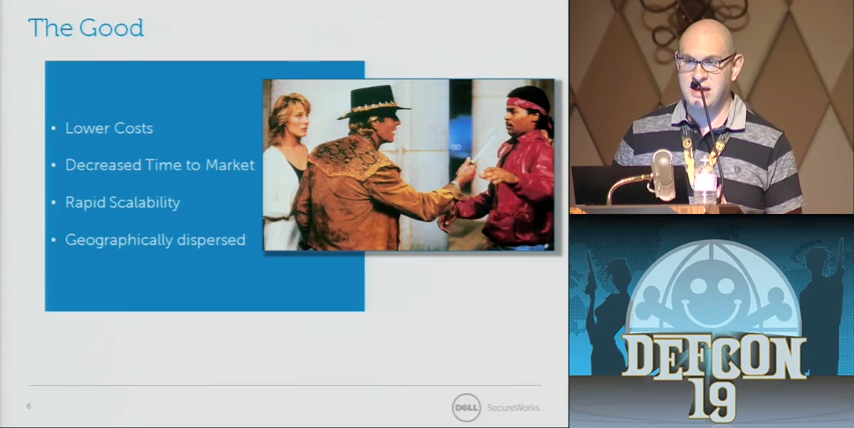 The Good
• Lower Costs
• Decreased Time to Market
• Rapid Scalability
• Geographically dispersed
6
DELL SecureWorks
DEFCON
19